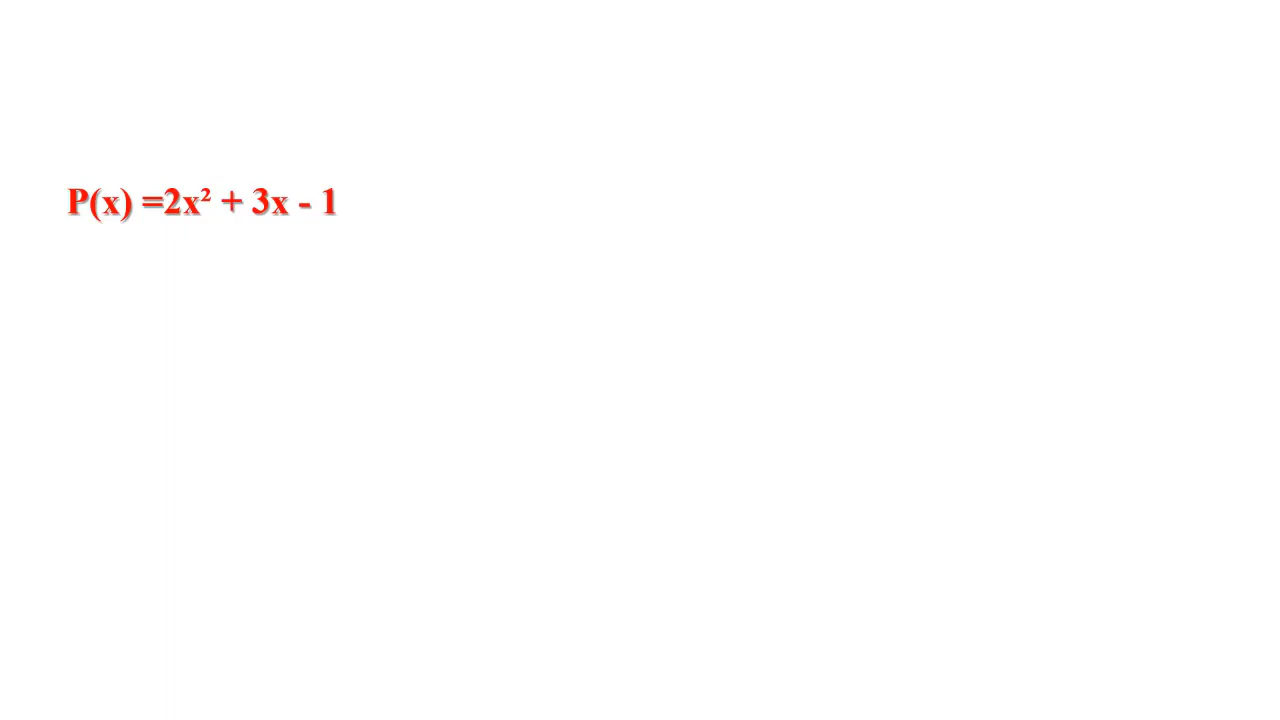 P(x) =2x² + 3x - 1